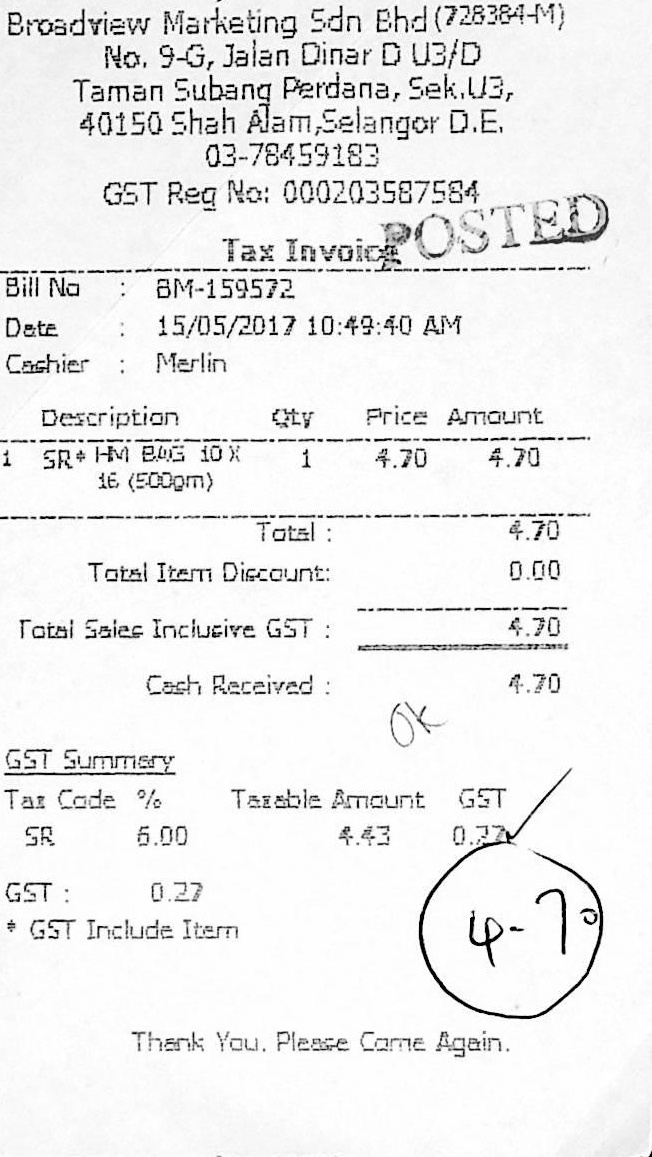 Broadview Marketing Sdn Bhd (728384-M)
No. 9-G, Jalan Dinar D U3/D
Taman Subang Perdana, Sek.U3,
40150 Shah Alam,Selangor D.E.
03-78459183
GST Reg No: 000203587584
POSTED
Tax Invoice
Bill No : BM-159572
Date : 15/05/2017 10:49:40 AM
Cashier : Merlin
Description Qty Price Amount
1 SR* HM BAG 10 X 1 4.70 4.70
16 (500gm)
Total : 4.70
Total Item Discount: 0.00
Total Sales Inclusive GST : 4.70
Cash Received : 4.70
OK
GST Summary
Tax Code % Taxable Amount GST
SR 6.00 4.43 0.27
GST : 0.27
* GST Include Item
4-70
Thank You. Please Come Again.